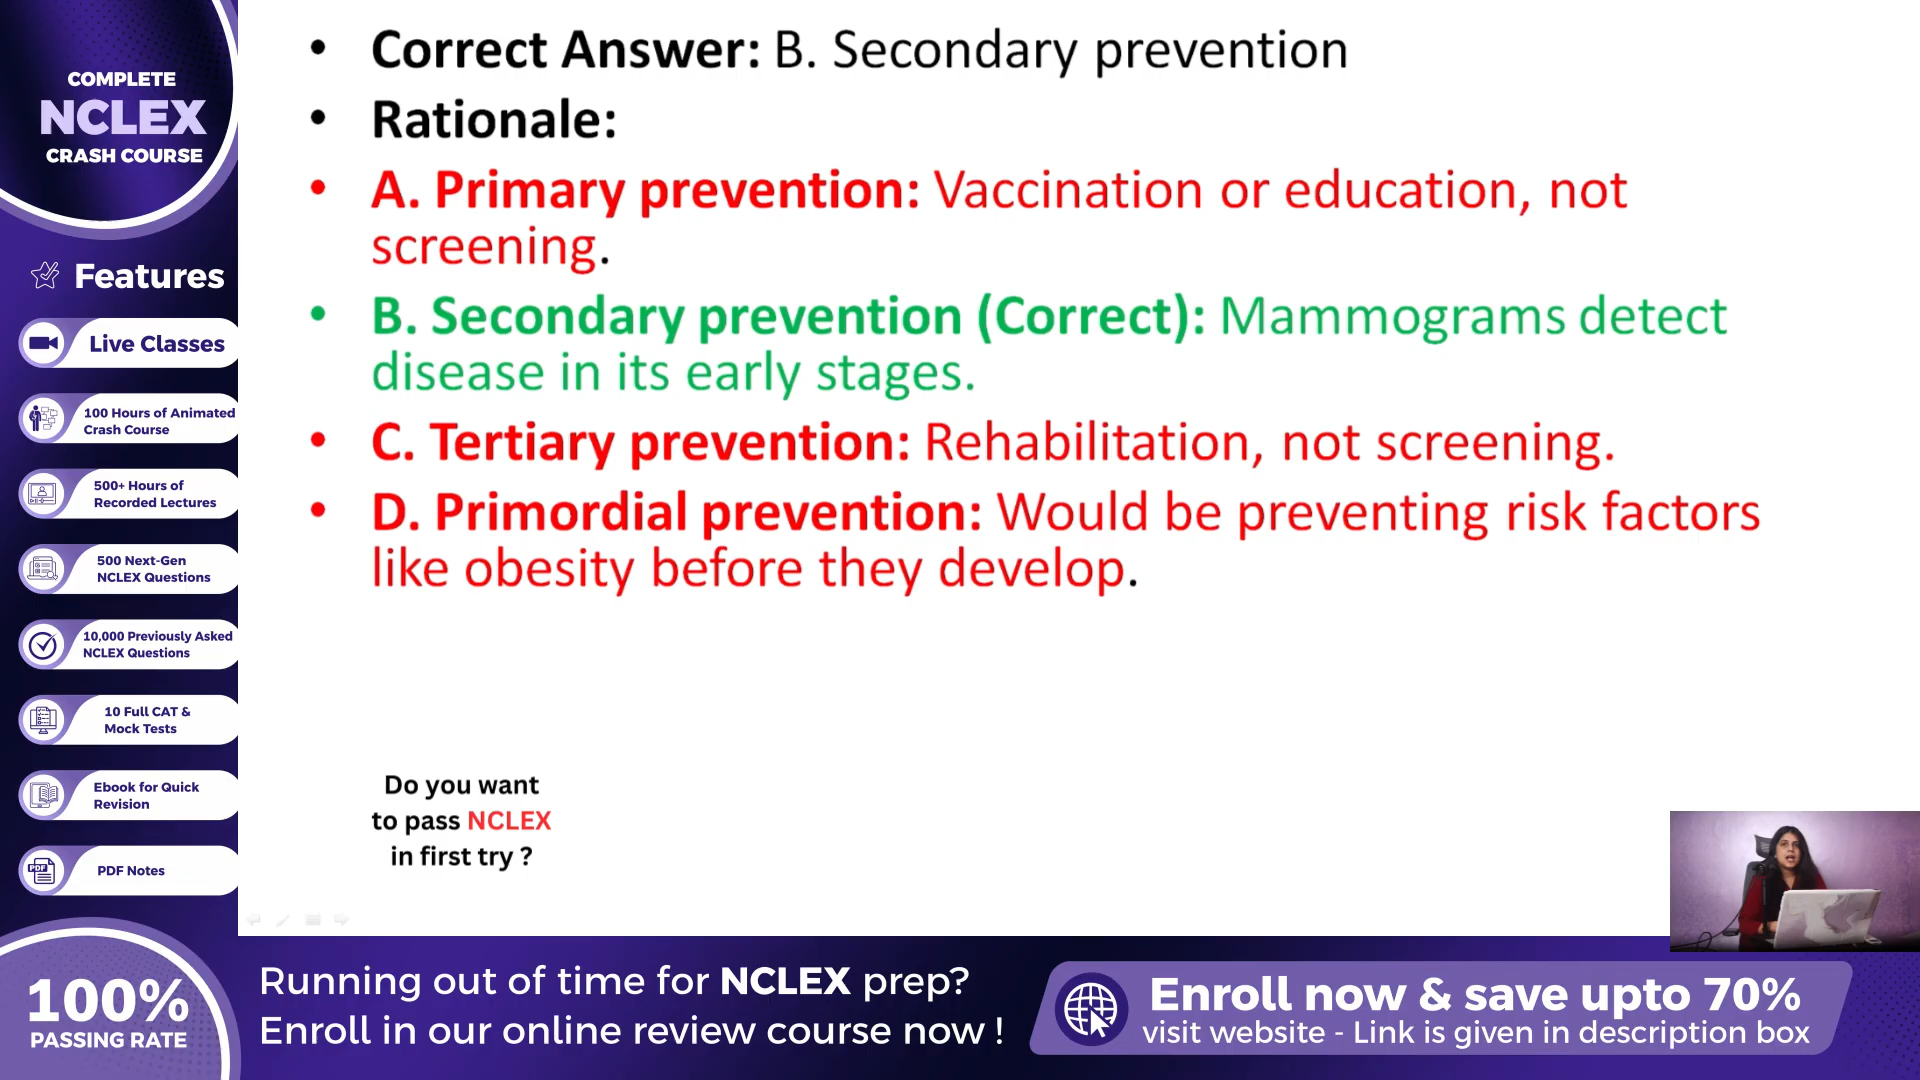 COMPLETE
NCLEX
CRASH COURSE
Features
Live Classes
100 Hours of Animated
Crash Course
500+ Hours of
Recorded Lectures
500 Next-Gen
NCLEX Questions
10,000 Previously Asked
NCLEX Questions
10 Full CAT &
Mock Tests
Ebook for Quick
Revision
PDF
PDF Notes
100%
PASSING RATE
• Correct Answer: B. Secondary prevention
• Rationale:
• A. Primary prevention: Vaccination or education, not
screening.
• B. Secondary prevention (Correct): Mammograms detect
disease in its early stages.
• C. Tertiary prevention: Rehabilitation, not screening.
• D. Primordial prevention: Would be preventing risk factors
like obesity before they develop.
Do you want
to pass NCLEX
in first try ?
Running out of time for NCLEX prep?
Enroll in our online review course now !
Enroll now & save upto 70%
visit website - Link is given in description box